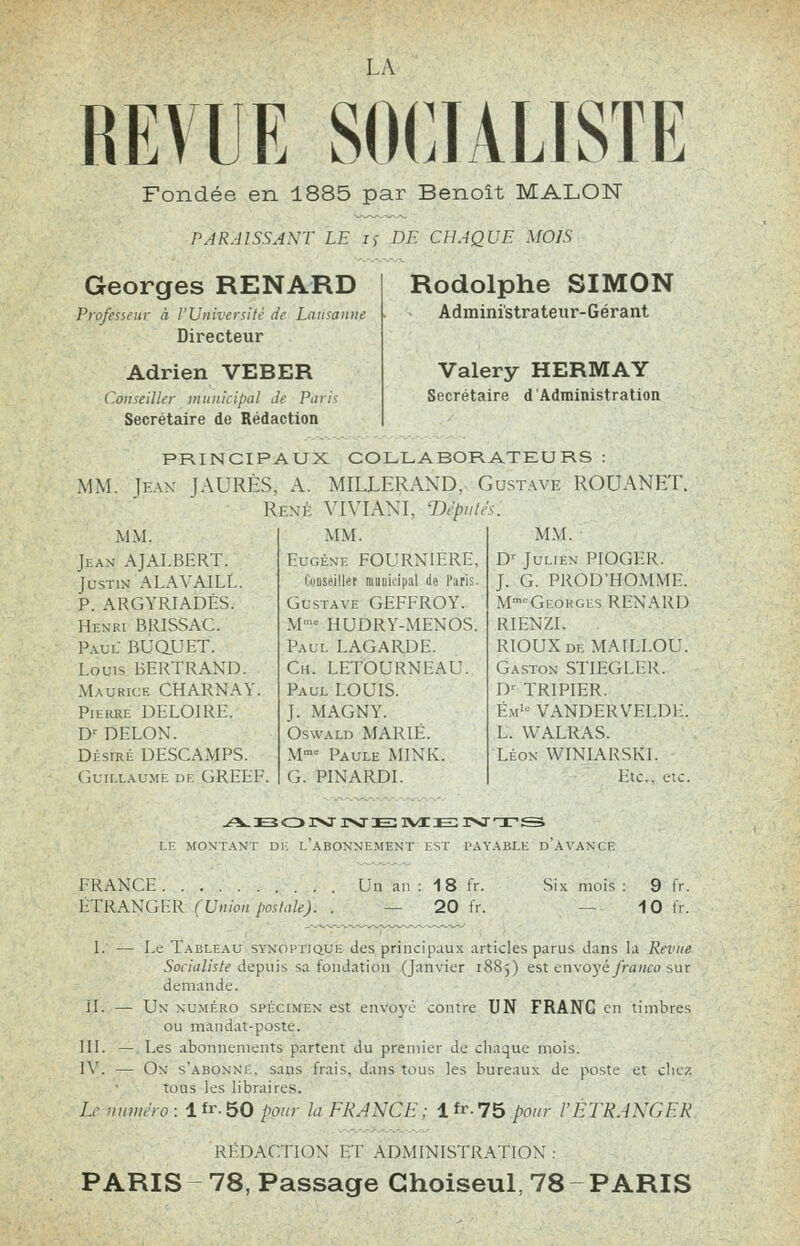 LA
REVUE SOCIALISTE
Fondée en 1885 par Benoît MALON
PARAISSANT LE 15 DE CHAQUE MOIS
Georges RENARD
Professeur à l'Université de Lausanne
Directeur
Adrien VEBER
Conseiller municipal de Paris
Secrétaire de Rédaction
Rodolphe SIMON
Administrateur-Gérant
Valery HERMAY
Secrétaire d'Administration
PRINCIPAUX COLLABORATEURS :
MM. Jean JAURÈS, A. MILLERAND, Gustave ROUANET.
René VIVIANI, Députés.
MM.
Jean AJALBERT.
Justin ALAVAILL.
P. ARGYRIADÈS.
Henri BRISSAC.
Paul BUQUET.
Louis BERTRAND.
Maurice CHARNAY.
Pierre DELOIRE.
Dr DELON.
Désiré DESCAMPS.
Guillaume de GREEF.
MM.
Eugène FOURNIÈRE,
Conseiller municipal de Paris.
Gustave GEFFROY.
Mme HUDRY-MENOS.
Paul LAGARDE.
Ch. LETOURNEAU.
Paul LOUIS.
J. MAGNY.
Oswald MARIÉ.
Mme Paule MINK.
G. PINARDI.
MM.
Dr Julien PIOGER.
J. G. PROD'HOMME.
Mme Georges RENARD
RIENZI.
RIOUX de MAILLOU.
Gaston STIEGLER.
Dr TRIPIER.
Émle VANDERVELDE.
L. WALRAS.
Léon WINIARSKI.
Etc., etc.
ABONNEMENTS
LE MONTANT DE L'ABONNEMENT EST PAYABLE D'AVANCE
FRANCE . . . . . . . . . . Un an : 18 fr. Six mois : 9 fr.
ÉTRANGER (Union postale). . — 20 fr. — 10 fr.
I. — Le Tableau synoptique des principaux articles parus dans la Revue
Socialiste depuis sa fondation (Janvier 1885) est envoyé franco sur
demande.
II. — Un numéro spécimen est envoyé contre UN FRANC en timbres
ou mandat-poste.
III. — Les abonnements partent du premier de chaque mois.
IV. — On s'abonne, sans frais, dans tous les bureaux de poste et chez
tous les libraires.
Le numéro : 1 fr. 50 pour la FRANCE ; 1 fr. 75 pour l'ÉTRANGER
RÉDACTION ET ADMINISTRATION :
PARIS - 78, Passage Choiseul, 78 - PARIS